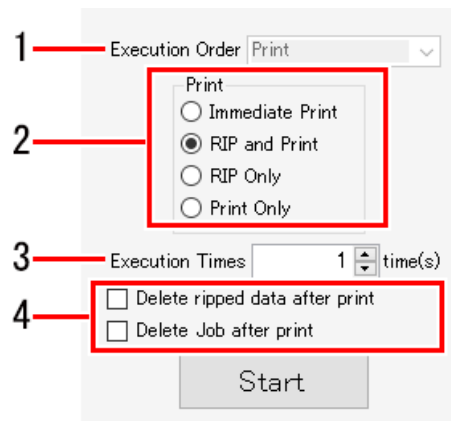 1 Execution Order Print
Print
Immediate Print
2 RIP and Print
RIP Only
Print Only
3 Execution Times 1 time(s)
Delete ripped data after print
4
Delete Job after print
Start